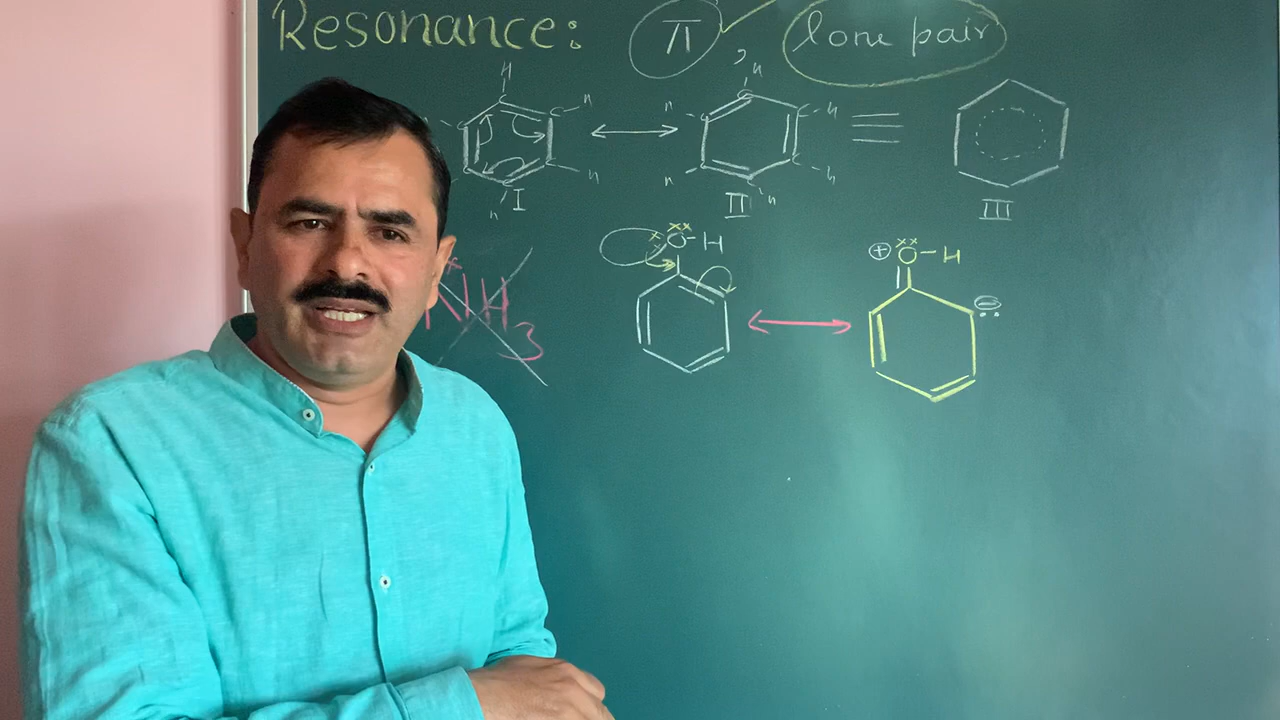 Resonance: π lone pair
H H
C H H C C H
C H C H
H H H H
H I II H III
O-H ⊕ O-H
NH3 ⊖